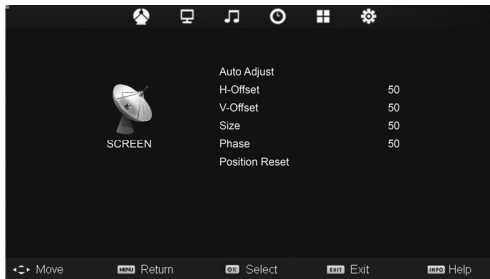 Auto Adjust
H-Offset 50
V-Offset 50
Size 50
Phase 50
Position Reset
SCREEN
Move MENU Return OK Select EXIT Exit INFO Help